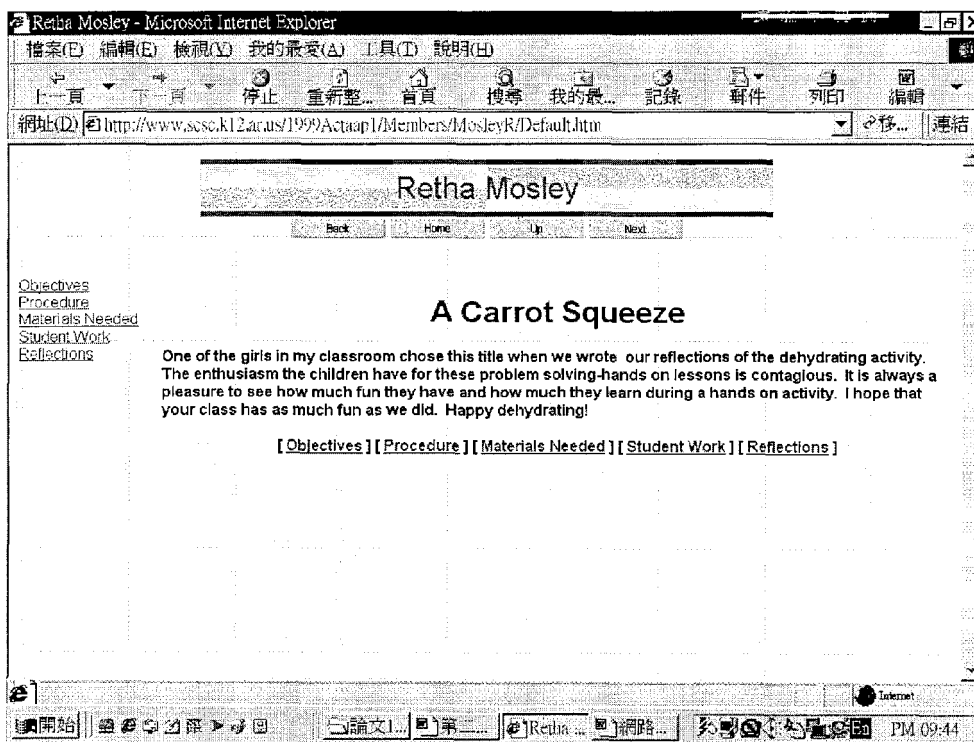 Retha Mosley - Microsoft Internet Explorer
檔案(F) 編輯(E) 檢視(V) 我的最愛(A) 工具(T) 說明(H)
上一頁 下一頁 停止 重新整... 首頁 搜尋 我的最... 記錄 郵件 列印 編輯
網址(D) http://www.scsc.k12.ar.us/1999Actaap1/Members/MosleyR/Default.htm 移... 連結
Retha Mosley
Back Home Up Next
Objectives
Procedure
Materials Needed
Student Work
Reflections
A Carrot Squeeze
One of the girls in my classroom chose this title when we wrote our reflections of the dehydrating activity.
The enthusiasm the children have for these problem solving-hands on lessons is contagious. It is always a
pleasure to see how much fun they have and how much they learn during a hands on activity. I hope that
your class has as much fun as we did. Happy dehydrating!
[ Objectives ] [ Procedure ] [ Materials Needed ] [ Student Work ] [ Reflections ]
Internet
開始 論文1... 第二... Retha ... 網路... En PM 09:44